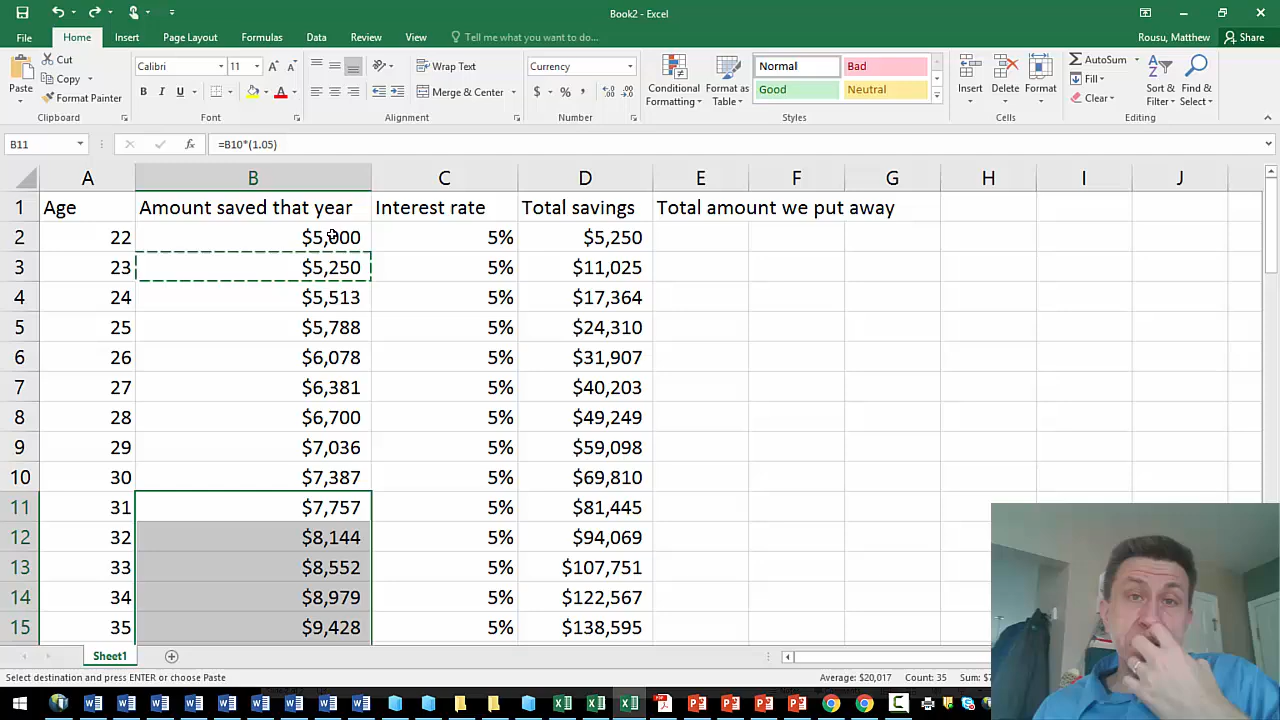 Book2 - Excel
File Home Insert Page Layout Formulas Data Review View Tell me what you want to do... Rousu, Matthew Share
Paste Cut Copy Format Painter Clipboard
Calibri 11 B I U Font
Wrap Text Merge & Center Alignment
Currency $ % , Number
Conditional Formatting Format as Table Normal Bad Good Neutral Styles
Insert Delete Format Cells
AutoSum Fill Clear Sort & Filter Find & Select Editing
B11 fx =B10*(1.05)
A B C D E F G H I J
1 Age Amount saved that year Interest rate Total savings Total amount we put away
2 22 $5,000 5% $5,250
3 23 $5,250 5% $11,025
4 24 $5,513 5% $17,364
5 25 $5,788 5% $24,310
6 26 $6,078 5% $31,907
7 27 $6,381 5% $40,203
8 28 $6,700 5% $49,249
9 29 $7,036 5% $59,098
10 30 $7,387 5% $69,810
11 31 $7,757 5% $81,445
12 32 $8,144 5% $94,069
13 33 $8,552 5% $107,751
14 34 $8,979 5% $122,567
15 35 $9,428 5% $138,595
Sheet1
Select destination and press ENTER or choose Paste Average: $20,017 Count: 35